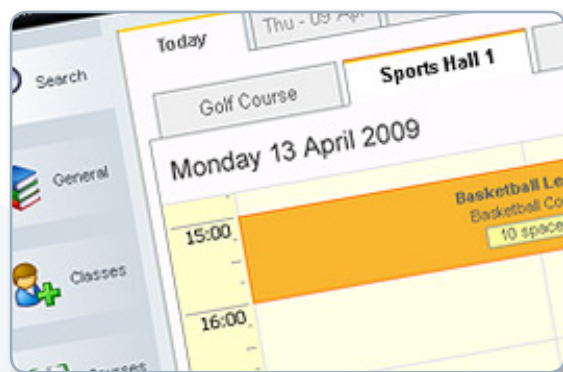 Today
Thu - 09 Apr
Search
Golf Course
Sports Hall 1
General
Monday 13 April 2009
Basketball Le
Basketball Co
10 space
15:00
Classes
16:00
Courses